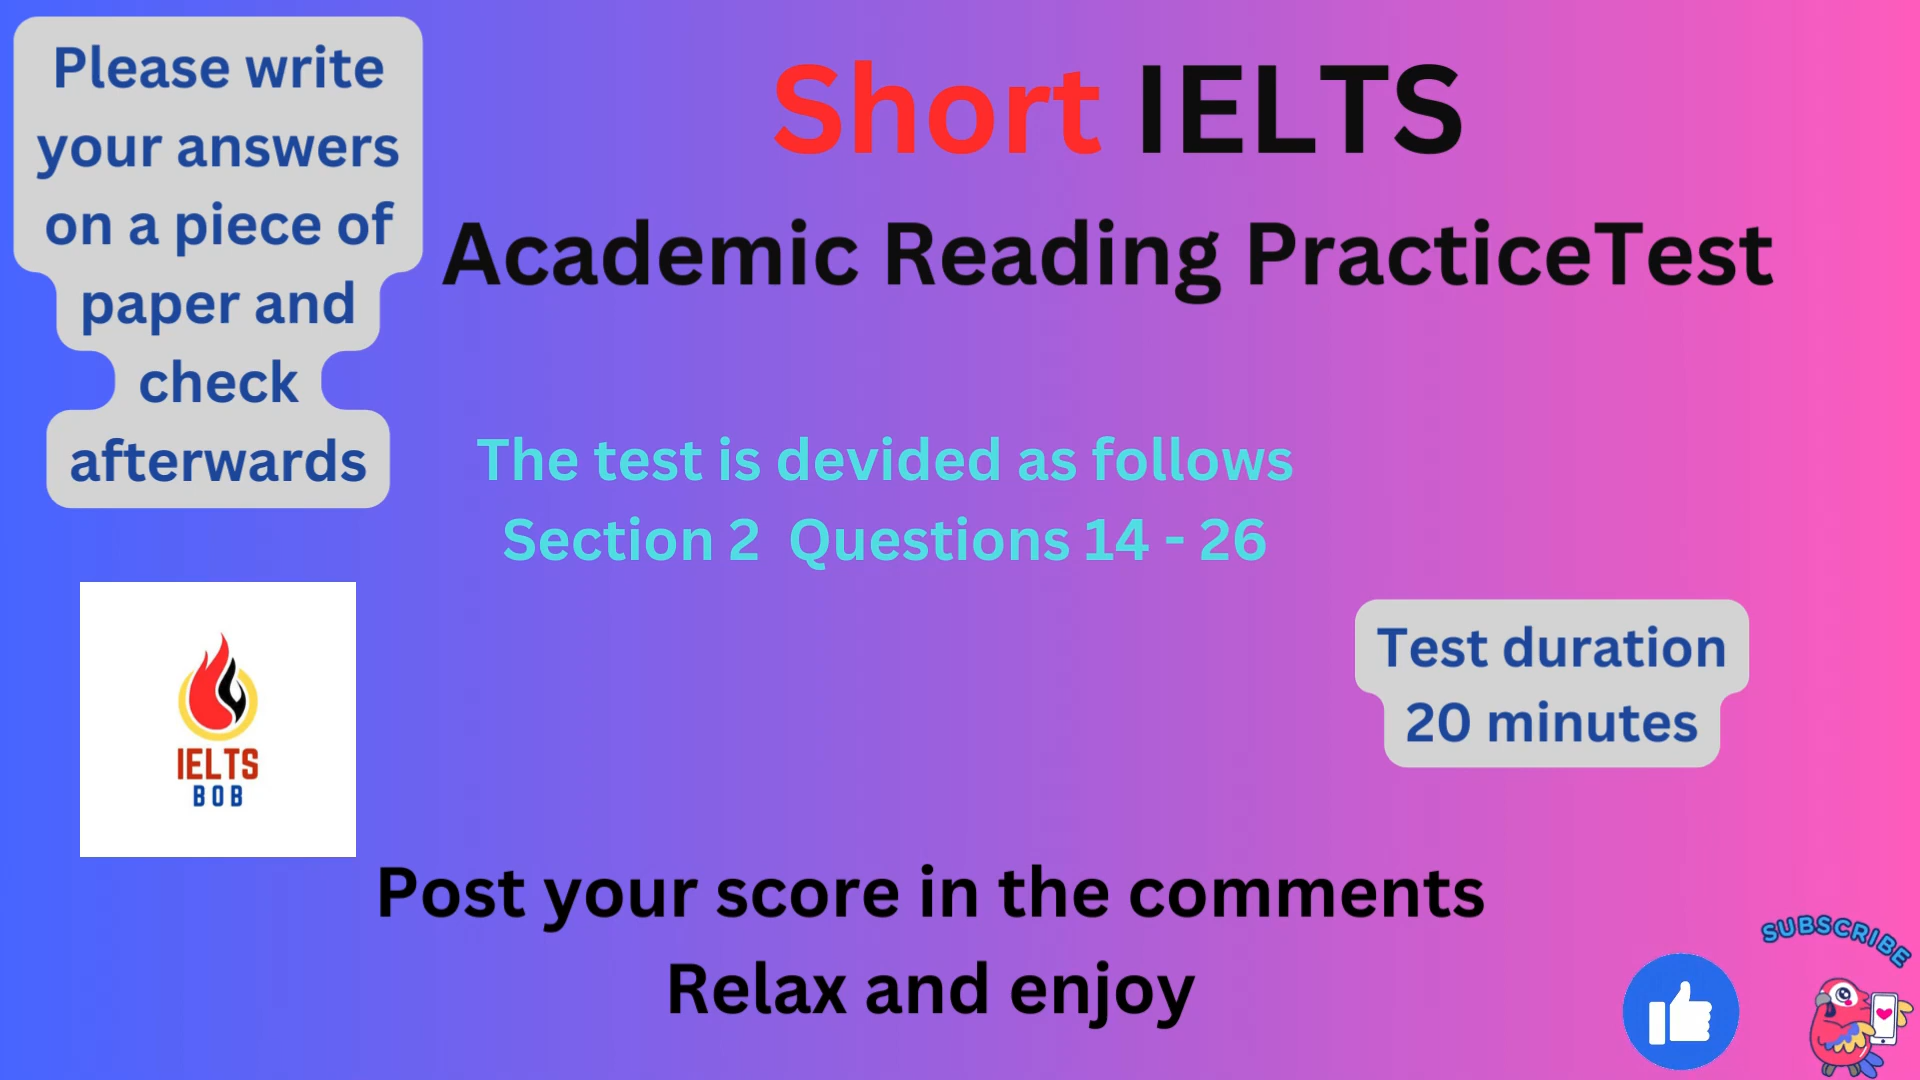 Please write
your answers
on a piece of
paper and
check
afterwards
Short IELTS
Academic Reading PracticeTest
The test is devided as follows
Section 2 Questions 14 - 26
IELTS
BOB
Test duration
20 minutes
Post your score in the comments
Relax and enjoy
SUBSCRIBE